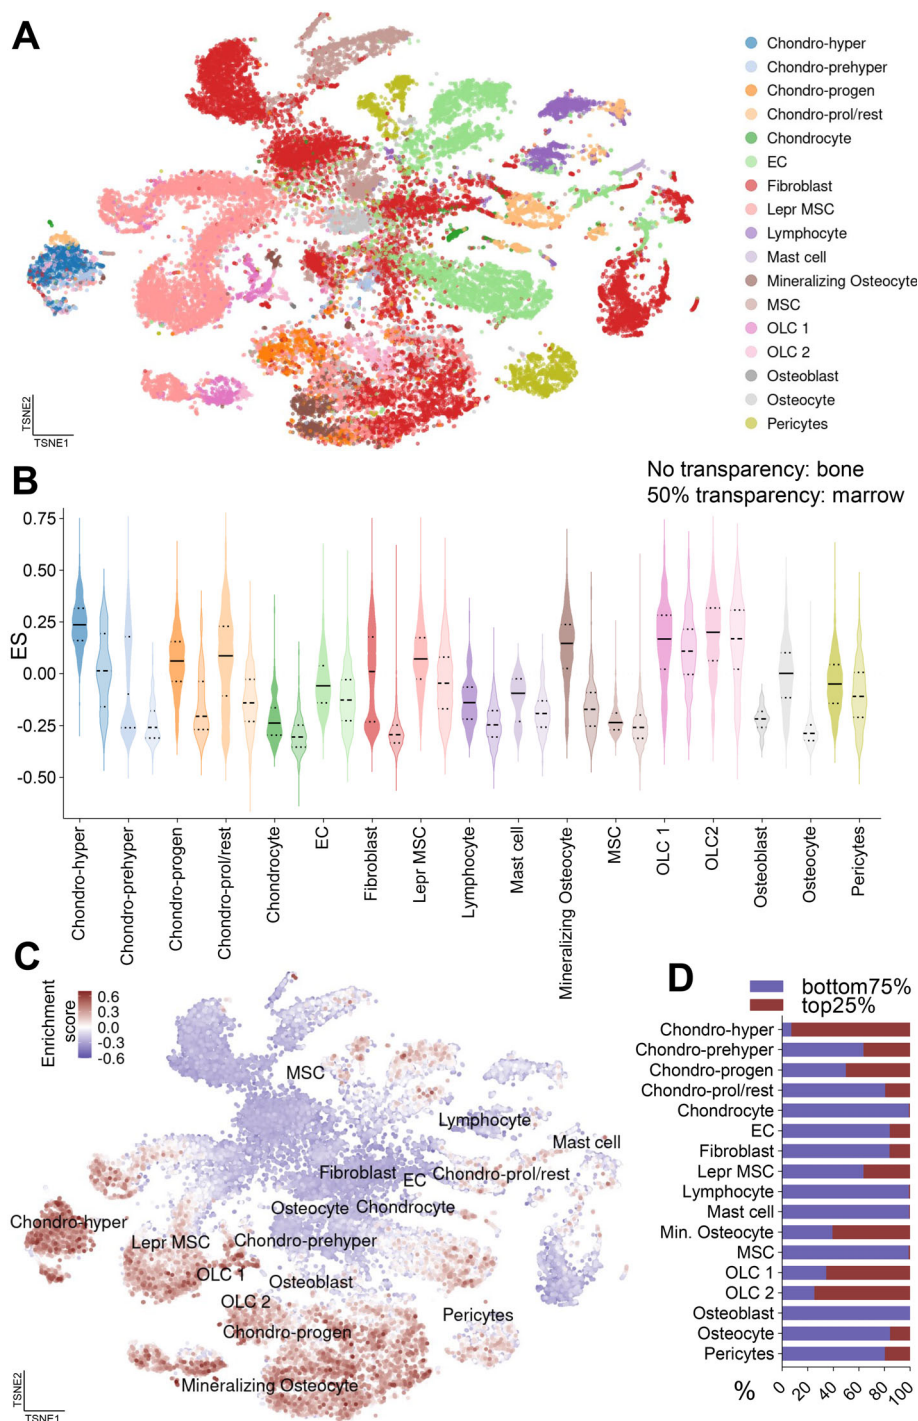 A
Chondro-hyper
Chondro-prehyper
Chondro-progen
Chondro-prol/rest
Chondrocyte
EC
Fibroblast
Lepr MSC
Lymphocyte
Mast cell
Mineralizing Osteocyte
MSC
OLC 1
OLC 2
Osteoblast
Osteocyte
Pericytes
TSNE2
TSNE1
B
No transparency: bone
50% transparency: marrow
ES
0.75
0.50
0.25
0.00
-0.25
-0.50
Chondro-hyper
Chondro-prehyper
Chondro-progen
Chondro-prol/rest
Chondrocyte
EC
Fibroblast
Lepr MSC
Lymphocyte
Mast cell
Mineralizing Osteocyte
MSC
OLC 1
OLC2
Osteoblast
Osteocyte
Pericytes
C
Enrichment
score
0.6
0.3
0.0
-0.3
-0.6
MSC
Lymphocyte
Mast cell
Fibroblast
EC
Chondro-prol/rest
Osteocyte
Chondrocyte
Chondro-hyper
Lepr MSC
Chondro-prehyper
OLC 1
Osteoblast
OLC 2
Pericytes
Chondro-progen
Mineralizing Osteocyte
TSNE2
TSNE1
D
bottom75%
top25%
Chondro-hyper
Chondro-prehyper
Chondro-progen
Chondro-prol/rest
Chondrocyte
EC
Fibroblast
Lepr MSC
Lymphocyte
Mast cell
Min. Osteocyte
MSC
OLC 1
OLC 2
Osteoblast
Osteocyte
Pericytes
% 0 20 40 60 80 100